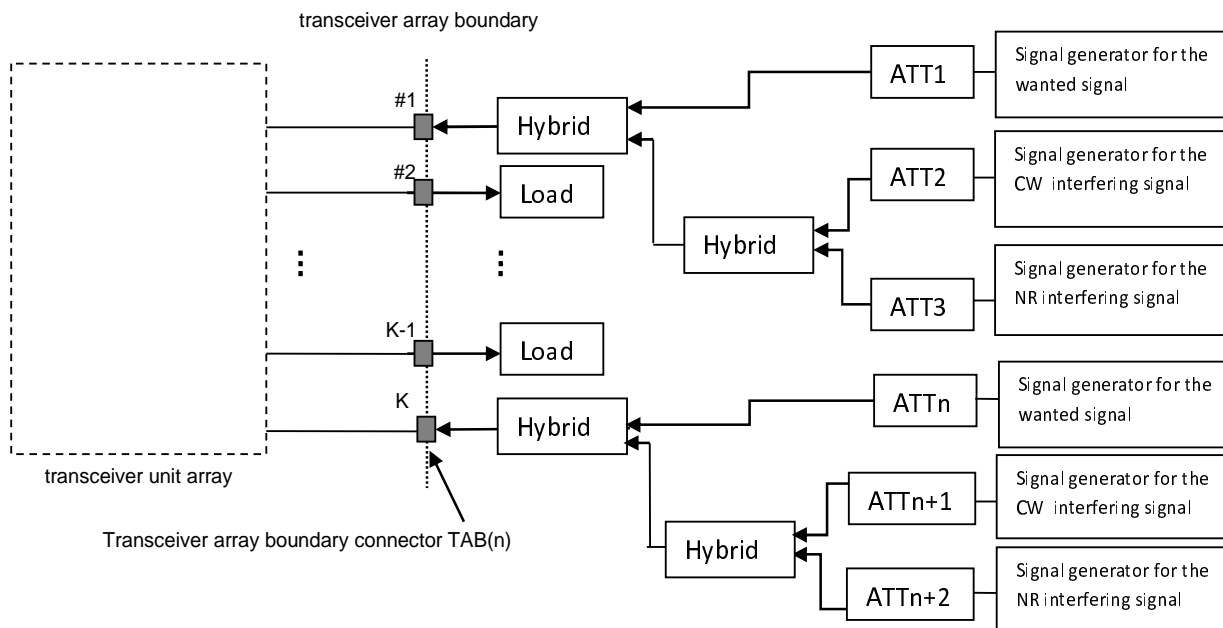 transceiver array boundary
#1
Hybrid
ATT1
Signal generator for the
wanted signal
#2
Load
ATT2
Signal generator for the
CW interfering signal
Hybrid
...
...
ATT3
Signal generator for the
NR interfering signal
K-1
Load
K
Hybrid
ATTn
Signal generator for the
wanted signal
transceiver unit array
ATTn+1
Signal generator for the
CW interfering signal
Transceiver array boundary connector TAB(n)
Hybrid
ATTn+2
Signal generator for the
NR interfering signal